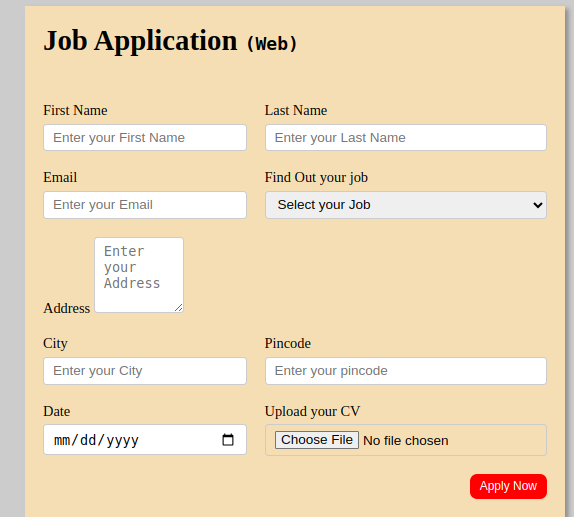 Job Application (Web)
First Name Last Name
Enter your First Name Enter your Last Name
Email Find Out your job
Enter your Email Select your Job
Enter
your
Address
Address
City Pincode
Enter your City Enter your pincode
Date Upload your CV
mm/dd/yyyy Choose File No file chosen
Apply Now